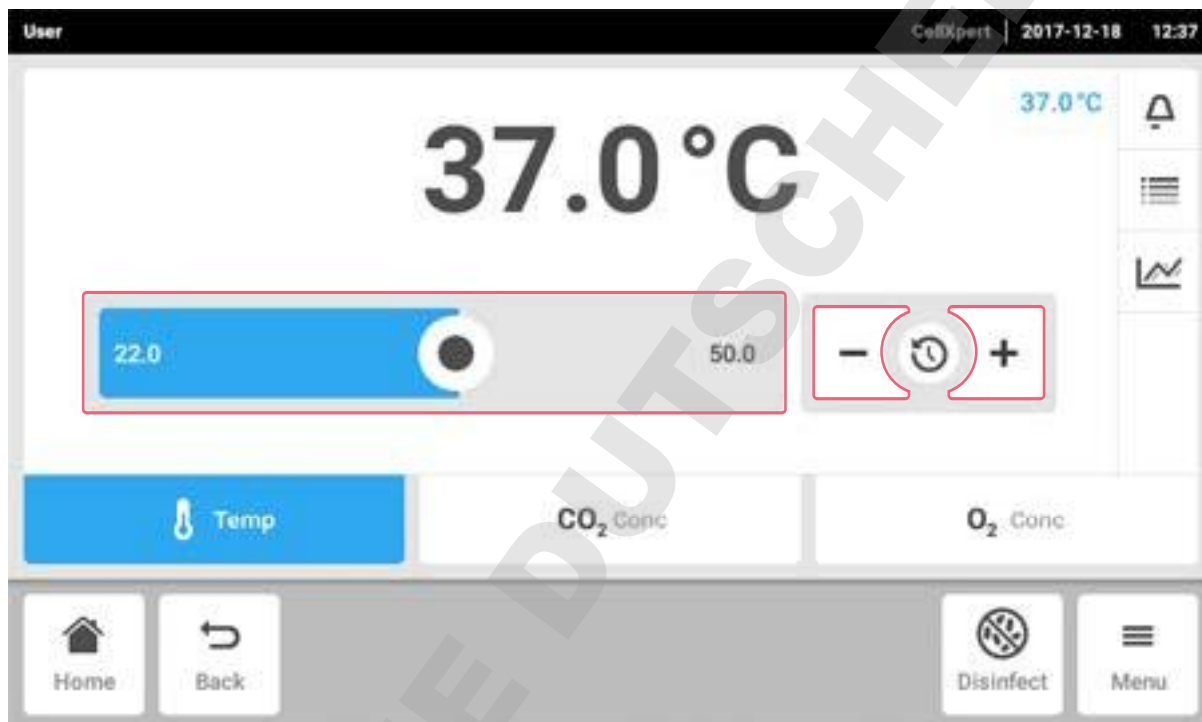 User CellXpert | 2017-12-18 12:37
37.0°C
37.0°C
22.0 50.0 − +
Temp CO₂ Conc O₂ Conc
Home Back Disinfect Menu
E DUTSCHE